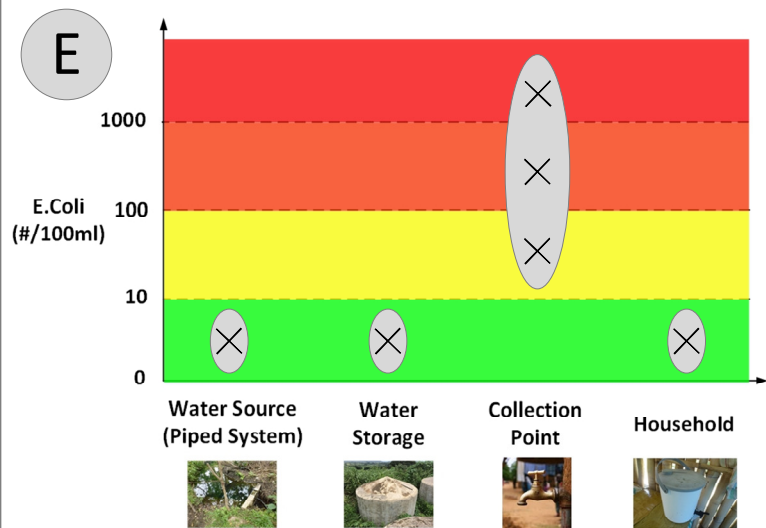 E
1000
E.Coli
(#/100ml)
100
10
0
Water Source
(Piped System)
Water
Storage
Collection
Point
Household